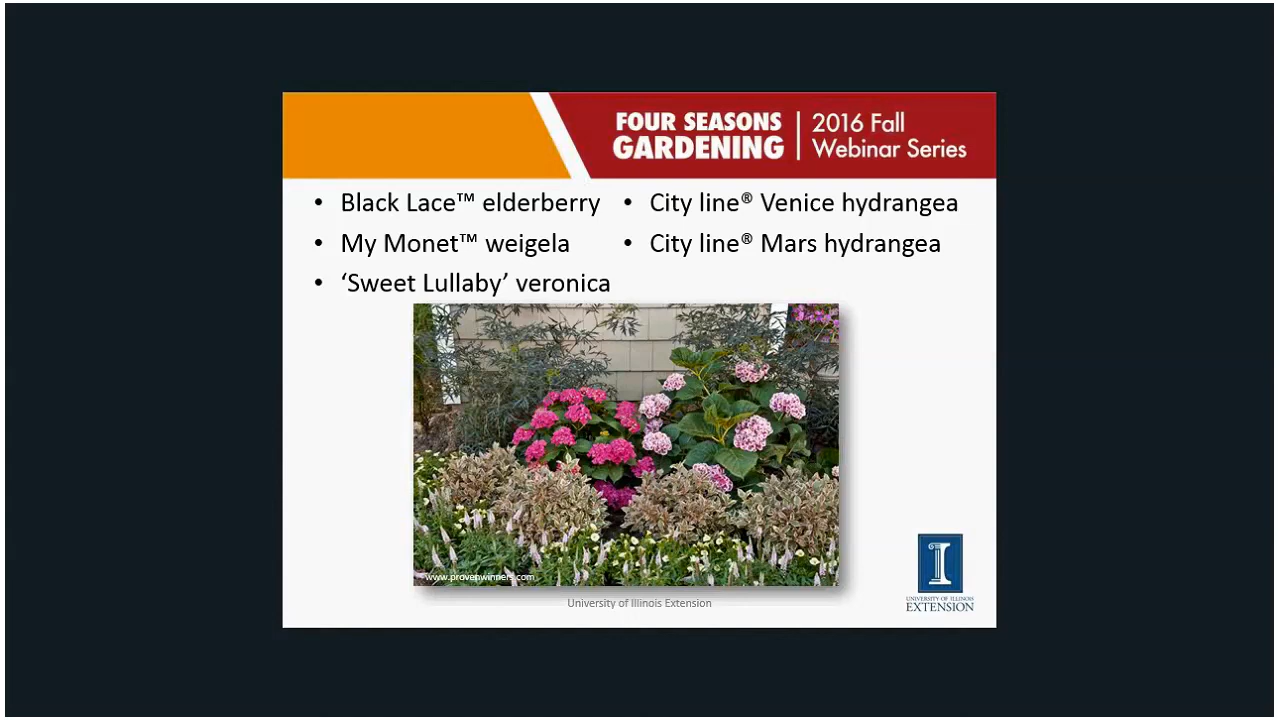 FOUR SEASONS
GARDENING
2016 Fall
Webinar Series
• Black Lace™ elderberry
• My Monet™ weigela
• ‘Sweet Lullaby’ veronica
• City line® Venice hydrangea
• City line® Mars hydrangea
www.provenwinners.com
University of Illinois Extension
I
UNIVERSITY OF ILLINOIS
EXTENSION